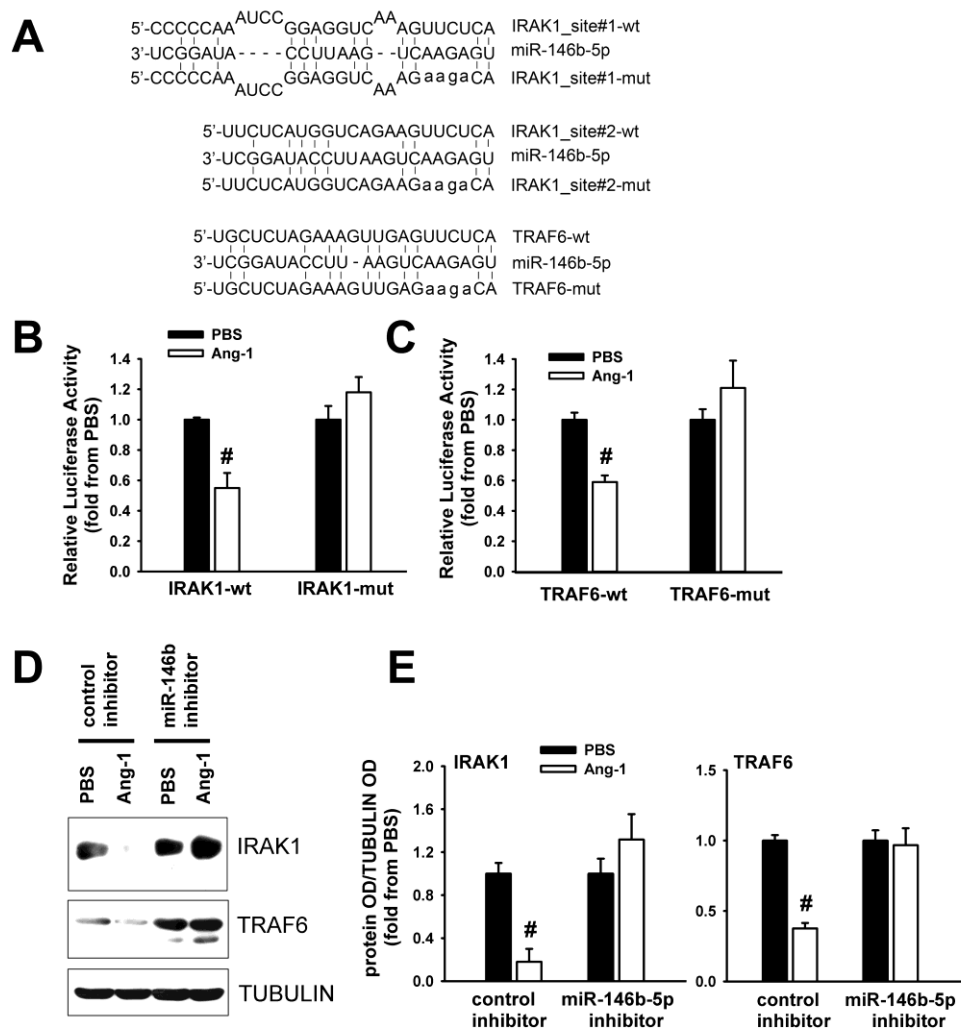 A
AUCC AA
5'-CCCCCAA GGAGGUC AGUUCUCA IRAK1_site#1-wt
3'-UCGGAUA----CCUUAAG--UCAAGAGU miR-146b-5p
5'-CCCCCAA GGAGGUC AGaagaCA IRAK1_site#1-mut
AUCC AA
5'-UUCUCAUGGUCAGAAGUUCUCA IRAK1_site#2-wt
3'-UCGGAUACCUUAAGUCAAGAGU miR-146b-5p
5'-UUCUCAUGGUCAGAAGaagaCA IRAK1_site#2-mut
5'-UGCUCUAGAAAGUUGAGUUCUCA TRAF6-wt
3'-UCGGAUACCUU-AAGUCAAGAGU miR-146b-5p
5'-UGCUCUAGAAAGUUGAGaagaCA TRAF6-mut
B
PBS
Ang-1
Relative Luciferase Activity
(fold from PBS)
1.4
1.2
1.0
0.8
0.6
0.4
0.2
0.0
#
IRAK1-wt IRAK1-mut
C
PBS
Ang-1
Relative Luciferase Activity
(fold from PBS)
1.4
1.2
1.0
0.8
0.6
0.4
0.2
0.0
#
TRAF6-wt TRAF6-mut
D
control
inhibitor
miR-146b
inhibitor
PBS
Ang-1
PBS
Ang-1
IRAK1
TRAF6
TUBULIN
E
PBS
Ang-1
protein OD/TUBULIN OD
(fold from PBS)
IRAK1
2.0
1.6
1.2
0.8
0.4
0.0
#
control
inhibitor
miR-146b-5p
inhibitor
TRAF6
1.5
1.0
0.5
0.0
#
control
inhibitor
miR-146b-5p
inhibitor